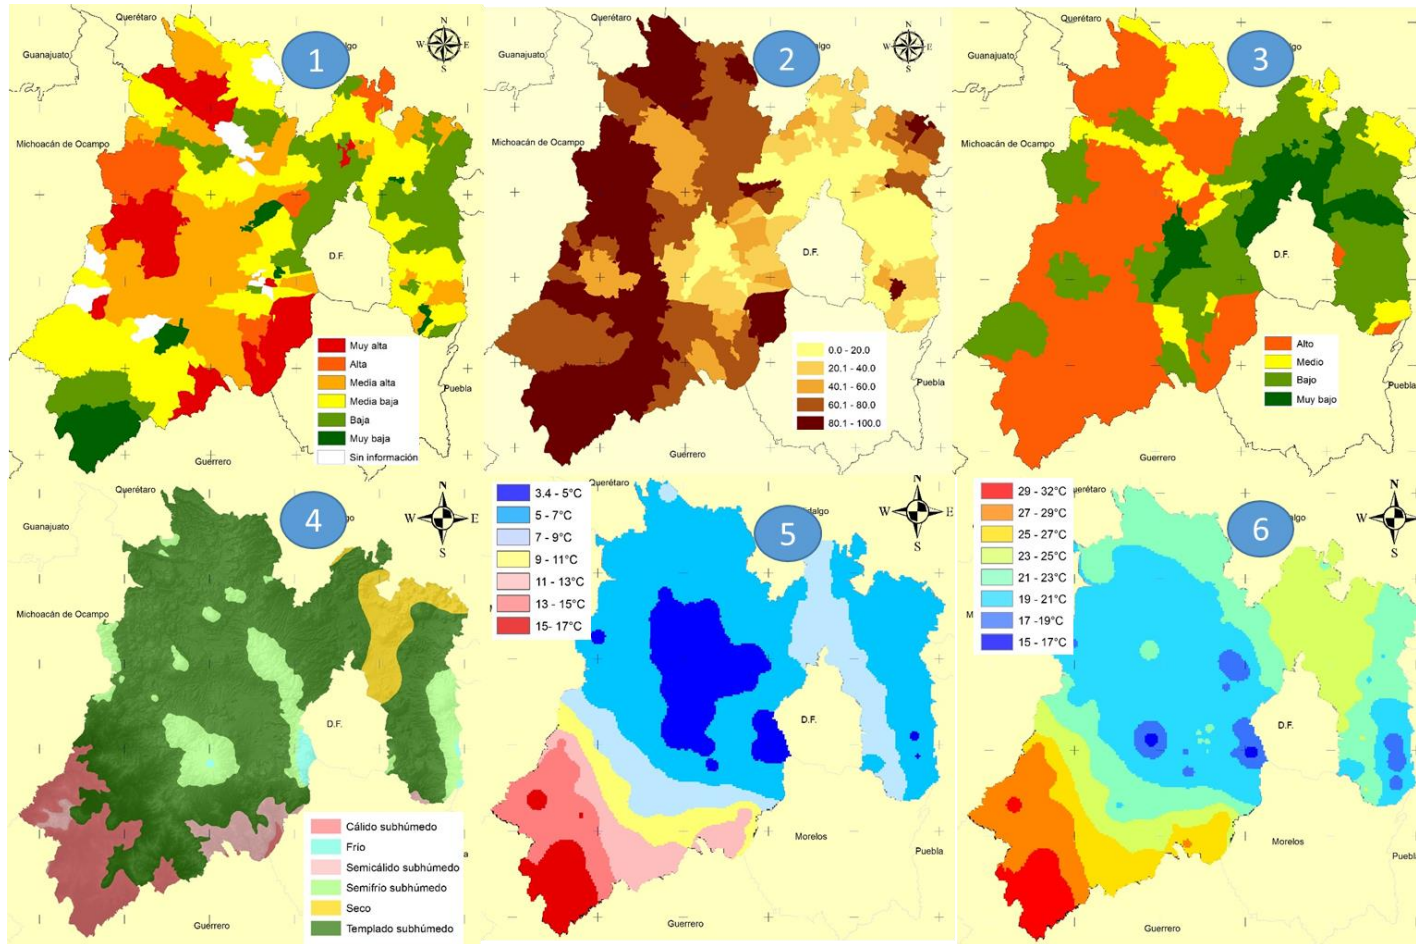 1
Querétaro
Guanajuato
Michoacán de Ocampo
D.F.
Puebla
Guerrero
N
W
E
S
Muy alta
Alta
Media alta
Media baja
Baja
Muy baja
Sin información
2
Querétaro
Guanajuato
dalgo
Michoacán de Ocampo
D.F.
Guerrero
N
W
E
S
0.0 - 20.0
20.1 - 40.0
40.1 - 60.0
60.1 - 80.0
80.1 - 100.0
3
Querétaro
Guanajuato
Michoacán de Ocampo
D.F.
Puebla
Guerrero
N
W
E
S
Alto
Medio
Bajo
Muy bajo
4
Querétaro
Guanajuato
algo
Michoacán de Ocampo
D.F.
Guerrero
N
W
E
S
Cálido subhúmedo
Frío
Semicálido subhúmedo
Semifrío subhúmedo
Seco
Templado subhúmedo
5
Querétaro
idalgo
D.F.
Morelos
Puebla
Guerrero
N
W
E
S
3.4 - 5°C
5 - 7°C
7 - 9°C
9 - 11°C
11 - 13°C
13 - 15°C
15- 17°C
6
uerétaro
algo
M
D.F.
Morelos
Puebl
Guerrero
N
W
E
S
29 - 32°C
27 - 29°C
25 - 27°C
23 - 25°C
21 - 23°C
19 - 21°C
17 -19°C
15 - 17°C